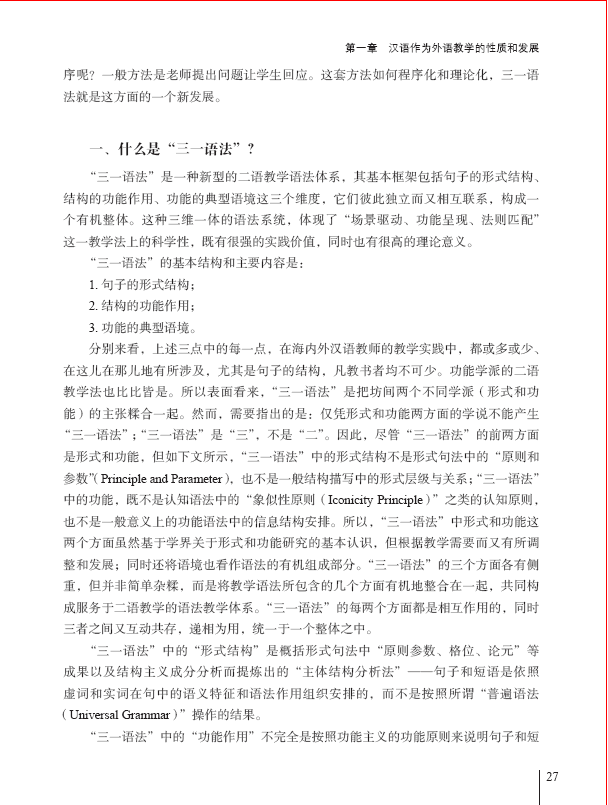 第一章　汉语作为外语教学的性质和发展
序呢？一般方法是老师提出问题让学生回应。这套方法如何程序化和理论化，三一语
法就是这方面的一个新发展。
一、什么是“三一语法”？
“三一语法”是一种新型的二语教学语法体系，其基本框架包括句子的形式结构、
结构的功能作用、功能的典型语境这三个维度，它们彼此独立而又相互联系，构成一
个有机整体。这种三维一体的语法系统，体现了“场景驱动、功能呈现、法则匹配”
这一教学法上的科学性，既有很强的实践价值，同时也有很高的理论意义。
“三一语法”的基本结构和主要内容是：
1. 句子的形式结构；
2. 结构的功能作用；
3. 功能的典型语境。
分别来看，上述三点中的每一点，在海内外汉语教师的教学实践中，都或多或少、
在这儿在那儿地有所涉及，尤其是句子的结构，凡教书者均不可少。功能学派的二语
教学法也比比皆是。所以表面看来，“三一语法”是把坊间两个不同学派（形式和功
能）的主张糅合一起。然而，需要指出的是：仅凭形式和功能两方面的学说不能产生
“三一语法”；“三一语法”是“三”，不是“二”。因此，尽管“三一语法”的前两方面
是形式和功能，但如下文所示，“三一语法”中的形式结构不是形式句法中的“原则和
参数”（Principle and Parameter），也不是一般结构描写中的形式层级与关系；“三一语法”
中的功能，既不是认知语法中的“象似性原则（Iconicity Principle）”之类的认知原则，
也不是一般意义上的功能语法中的信息结构安排。所以，“三一语法”中形式和功能这
两个方面虽然基于学界关于形式和功能研究的基本认识，但根据教学需要而又有所调
整和发展；同时还将语境也看作语法的有机组成部分。“三一语法”的三个方面各有侧
重，但并非简单杂糅，而是将教学语法所包含的几个方面有机地整合在一起，共同构
成服务于二语教学的语法教学体系。“三一语法”的每两个方面都是相互作用的，同时
三者之间又互动共存，递相为用，统一于一个整体之中。
“三一语法”中的“形式结构”是概括形式句法中“原则参数、格位、论元”等
成果以及结构主义成分分析而提炼出的“主体结构分析法”——句子和短语是依照
虚词和实词在句中的语义特征和语法作用组织安排的，而不是按照所谓“普遍语法
（Universal Grammar）”操作的结果。
“三一语法”中的“功能作用”不完全是按照功能主义的功能原则来说明句子和短
27